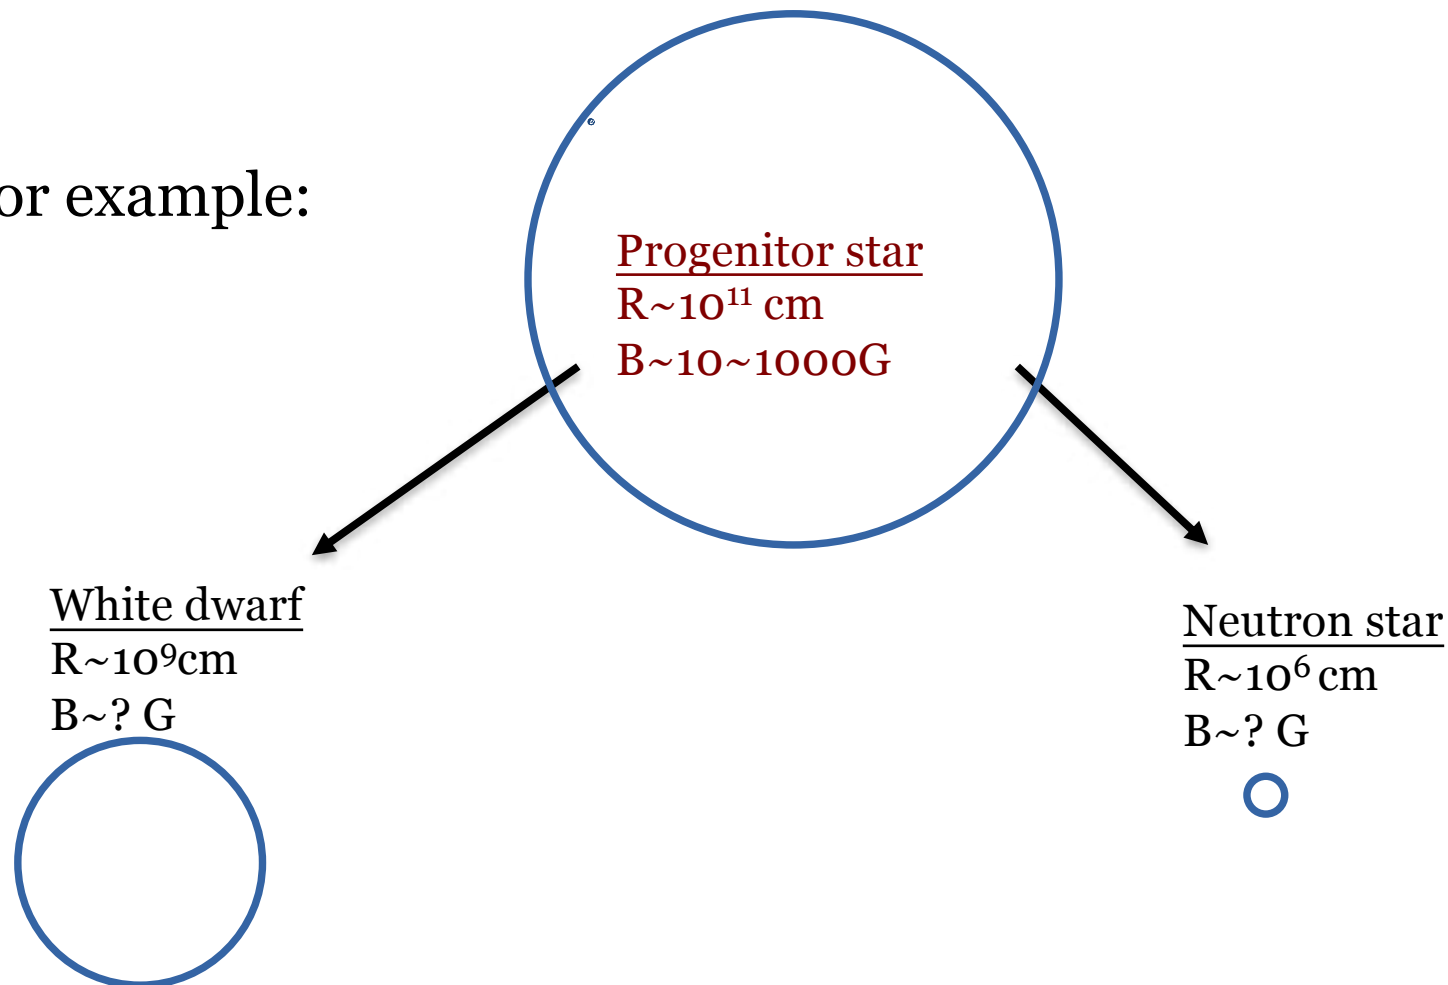 or example:
Progenitor star
R~10¹¹ cm
B~10~1000G
White dwarf
R~10⁹cm
B~? G
Neutron star
R~10⁶ cm
B~? G